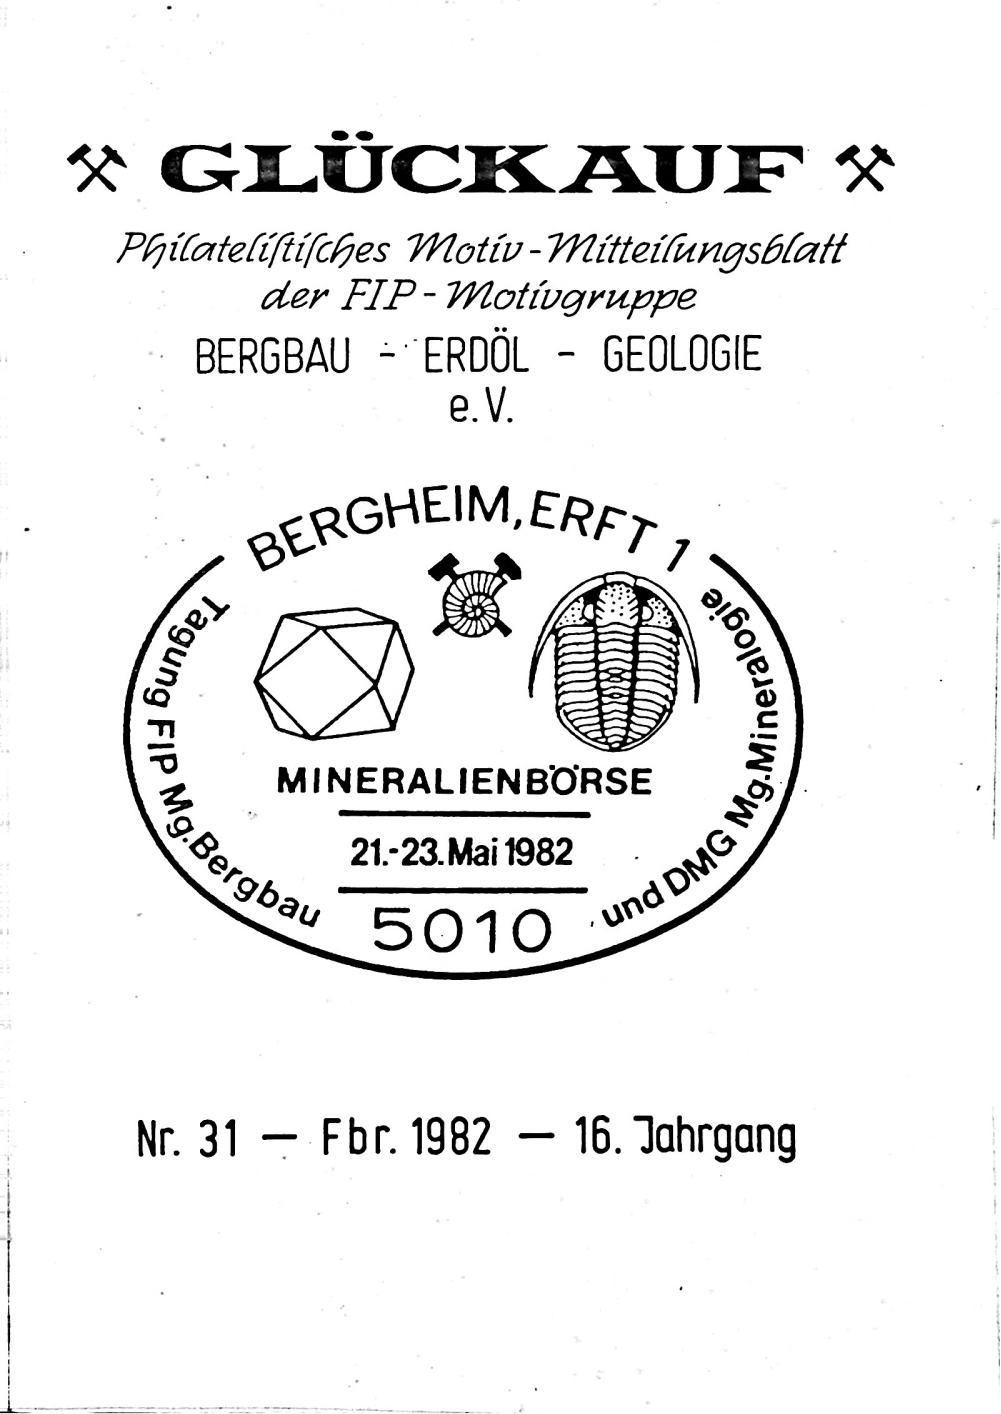 GLÜCKAUF
Philatelistisches Motiv-Mitteilungsblatt
der FIP-Motivgruppe
BERGBAU - ERDÖL - GEOLOGIE
e.V.
BERGHEIM, ERFT 1
Tagung FIP Mg.Bergbau
und DMG Mg.Mineralogie
MINERALIENBÖRSE
21.-23.Mai 1982
5010
Nr. 31 — Fbr. 1982 — 16. Jahrgang